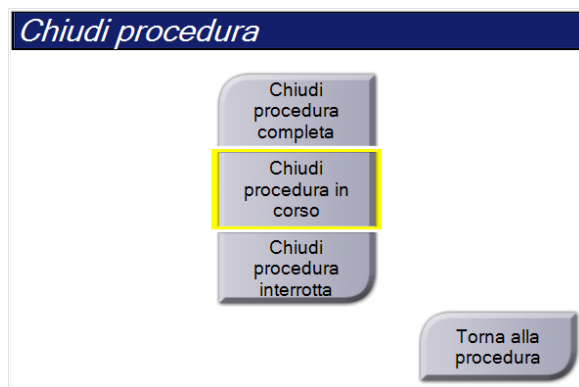 Chiudi procedura
Chiudi
procedura
completa
Chiudi
procedura in
corso
Chiudi
procedura
interrotta
Torna alla
procedura